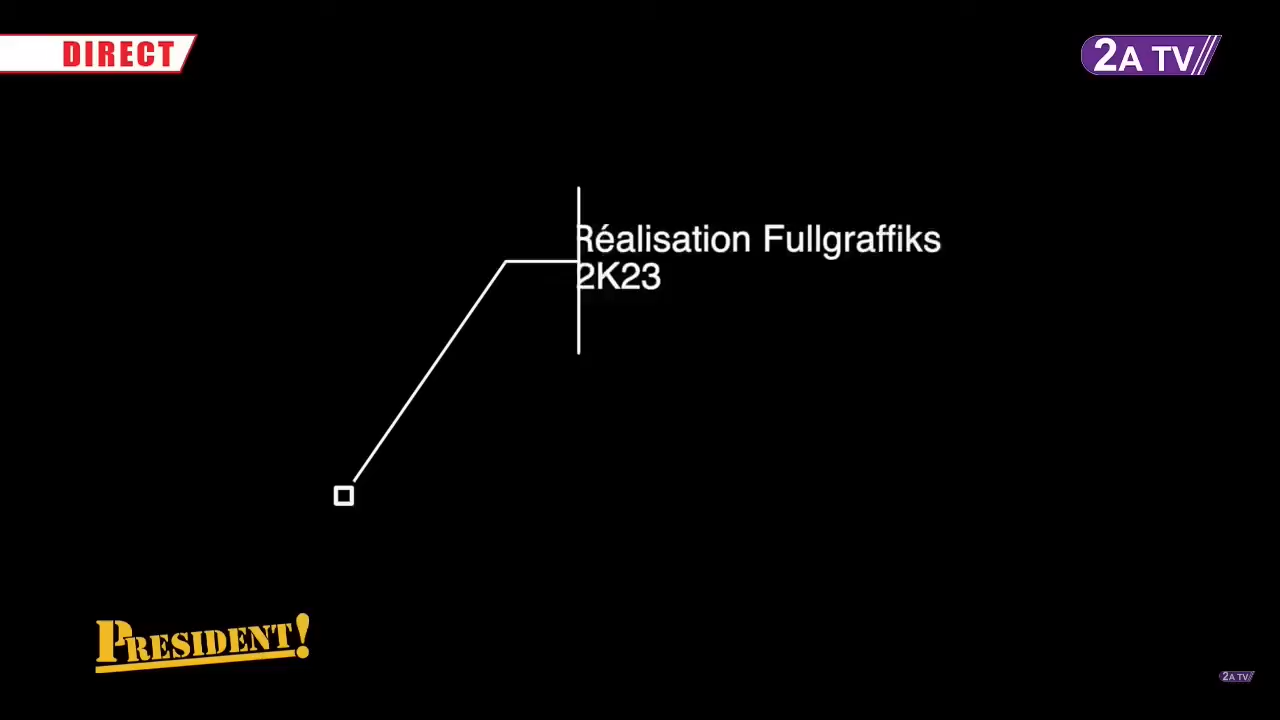 DIRECT
2A TV
Réalisation Fullgraffiks
2K23
PRESIDENT!
2A TV